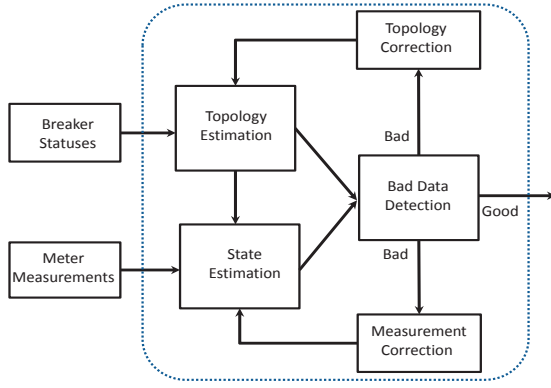 Topology
Correction
Breaker
Statuses
Topology
Estimation
Bad
Bad Data
Detection
Good
Meter
Measurements
State
Estimation
Bad
Measurement
Correction